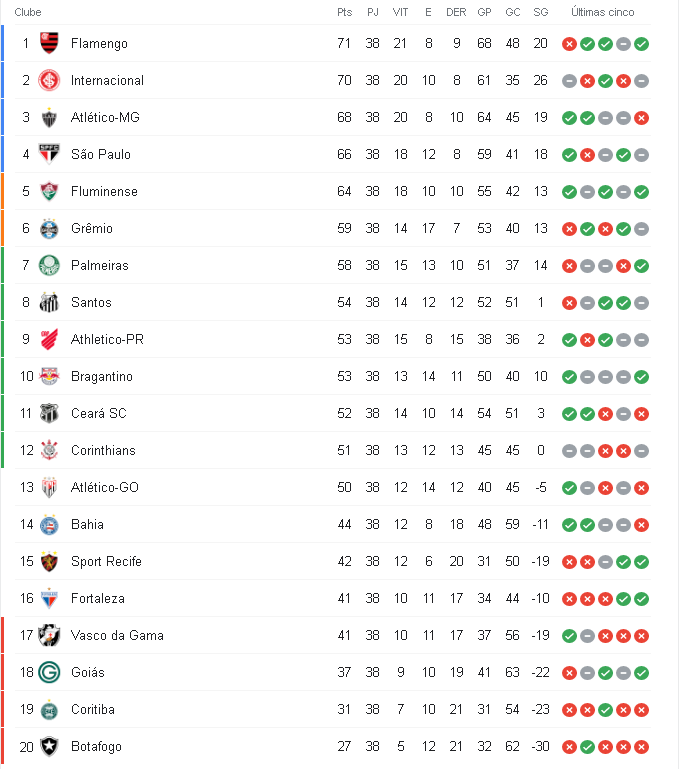 Clube Pts PJ VIT E DER GP GC SG Últimas cinco
1 Flamengo 71 38 21 8 9 68 48 20
2 Internacional 70 38 20 10 8 61 35 26
3 Atlético-MG 68 38 20 8 10 64 45 19
4 São Paulo 66 38 18 12 8 59 41 18
5 Fluminense 64 38 18 10 10 55 42 13
6 Grêmio 59 38 14 17 7 53 40 13
7 Palmeiras 58 38 15 13 10 51 37 14
8 Santos 54 38 14 12 12 52 51 1
9 Athletico-PR 53 38 15 8 15 38 36 2
10 Bragantino 53 38 13 14 11 50 40 10
11 Ceará SC 52 38 14 10 14 54 51 3
12 Corinthians 51 38 13 12 13 45 45 0
13 Atlético-GO 50 38 12 14 12 40 45 -5
14 Bahia 44 38 12 8 18 48 59 -11
15 Sport Recife 42 38 12 6 20 31 50 -19
16 Fortaleza 41 38 10 11 17 34 44 -10
17 Vasco da Gama 41 38 10 11 17 37 56 -19
18 Goiás 37 38 9 10 19 41 63 -22
19 Coritiba 31 38 7 10 21 31 54 -23
20 Botafogo 27 38 5 12 21 32 62 -30